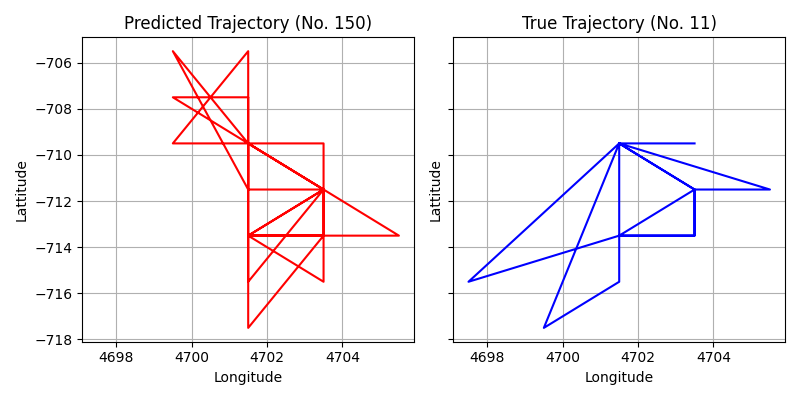 Predicted Trajectory (No. 150)
True Trajectory (No. 11)
Lattitude
−706
−708
−710
−712
−714
−716
−718
4698
4700
4702
4704
Longitude
Lattitude
4698
4700
4702
4704
Longitude